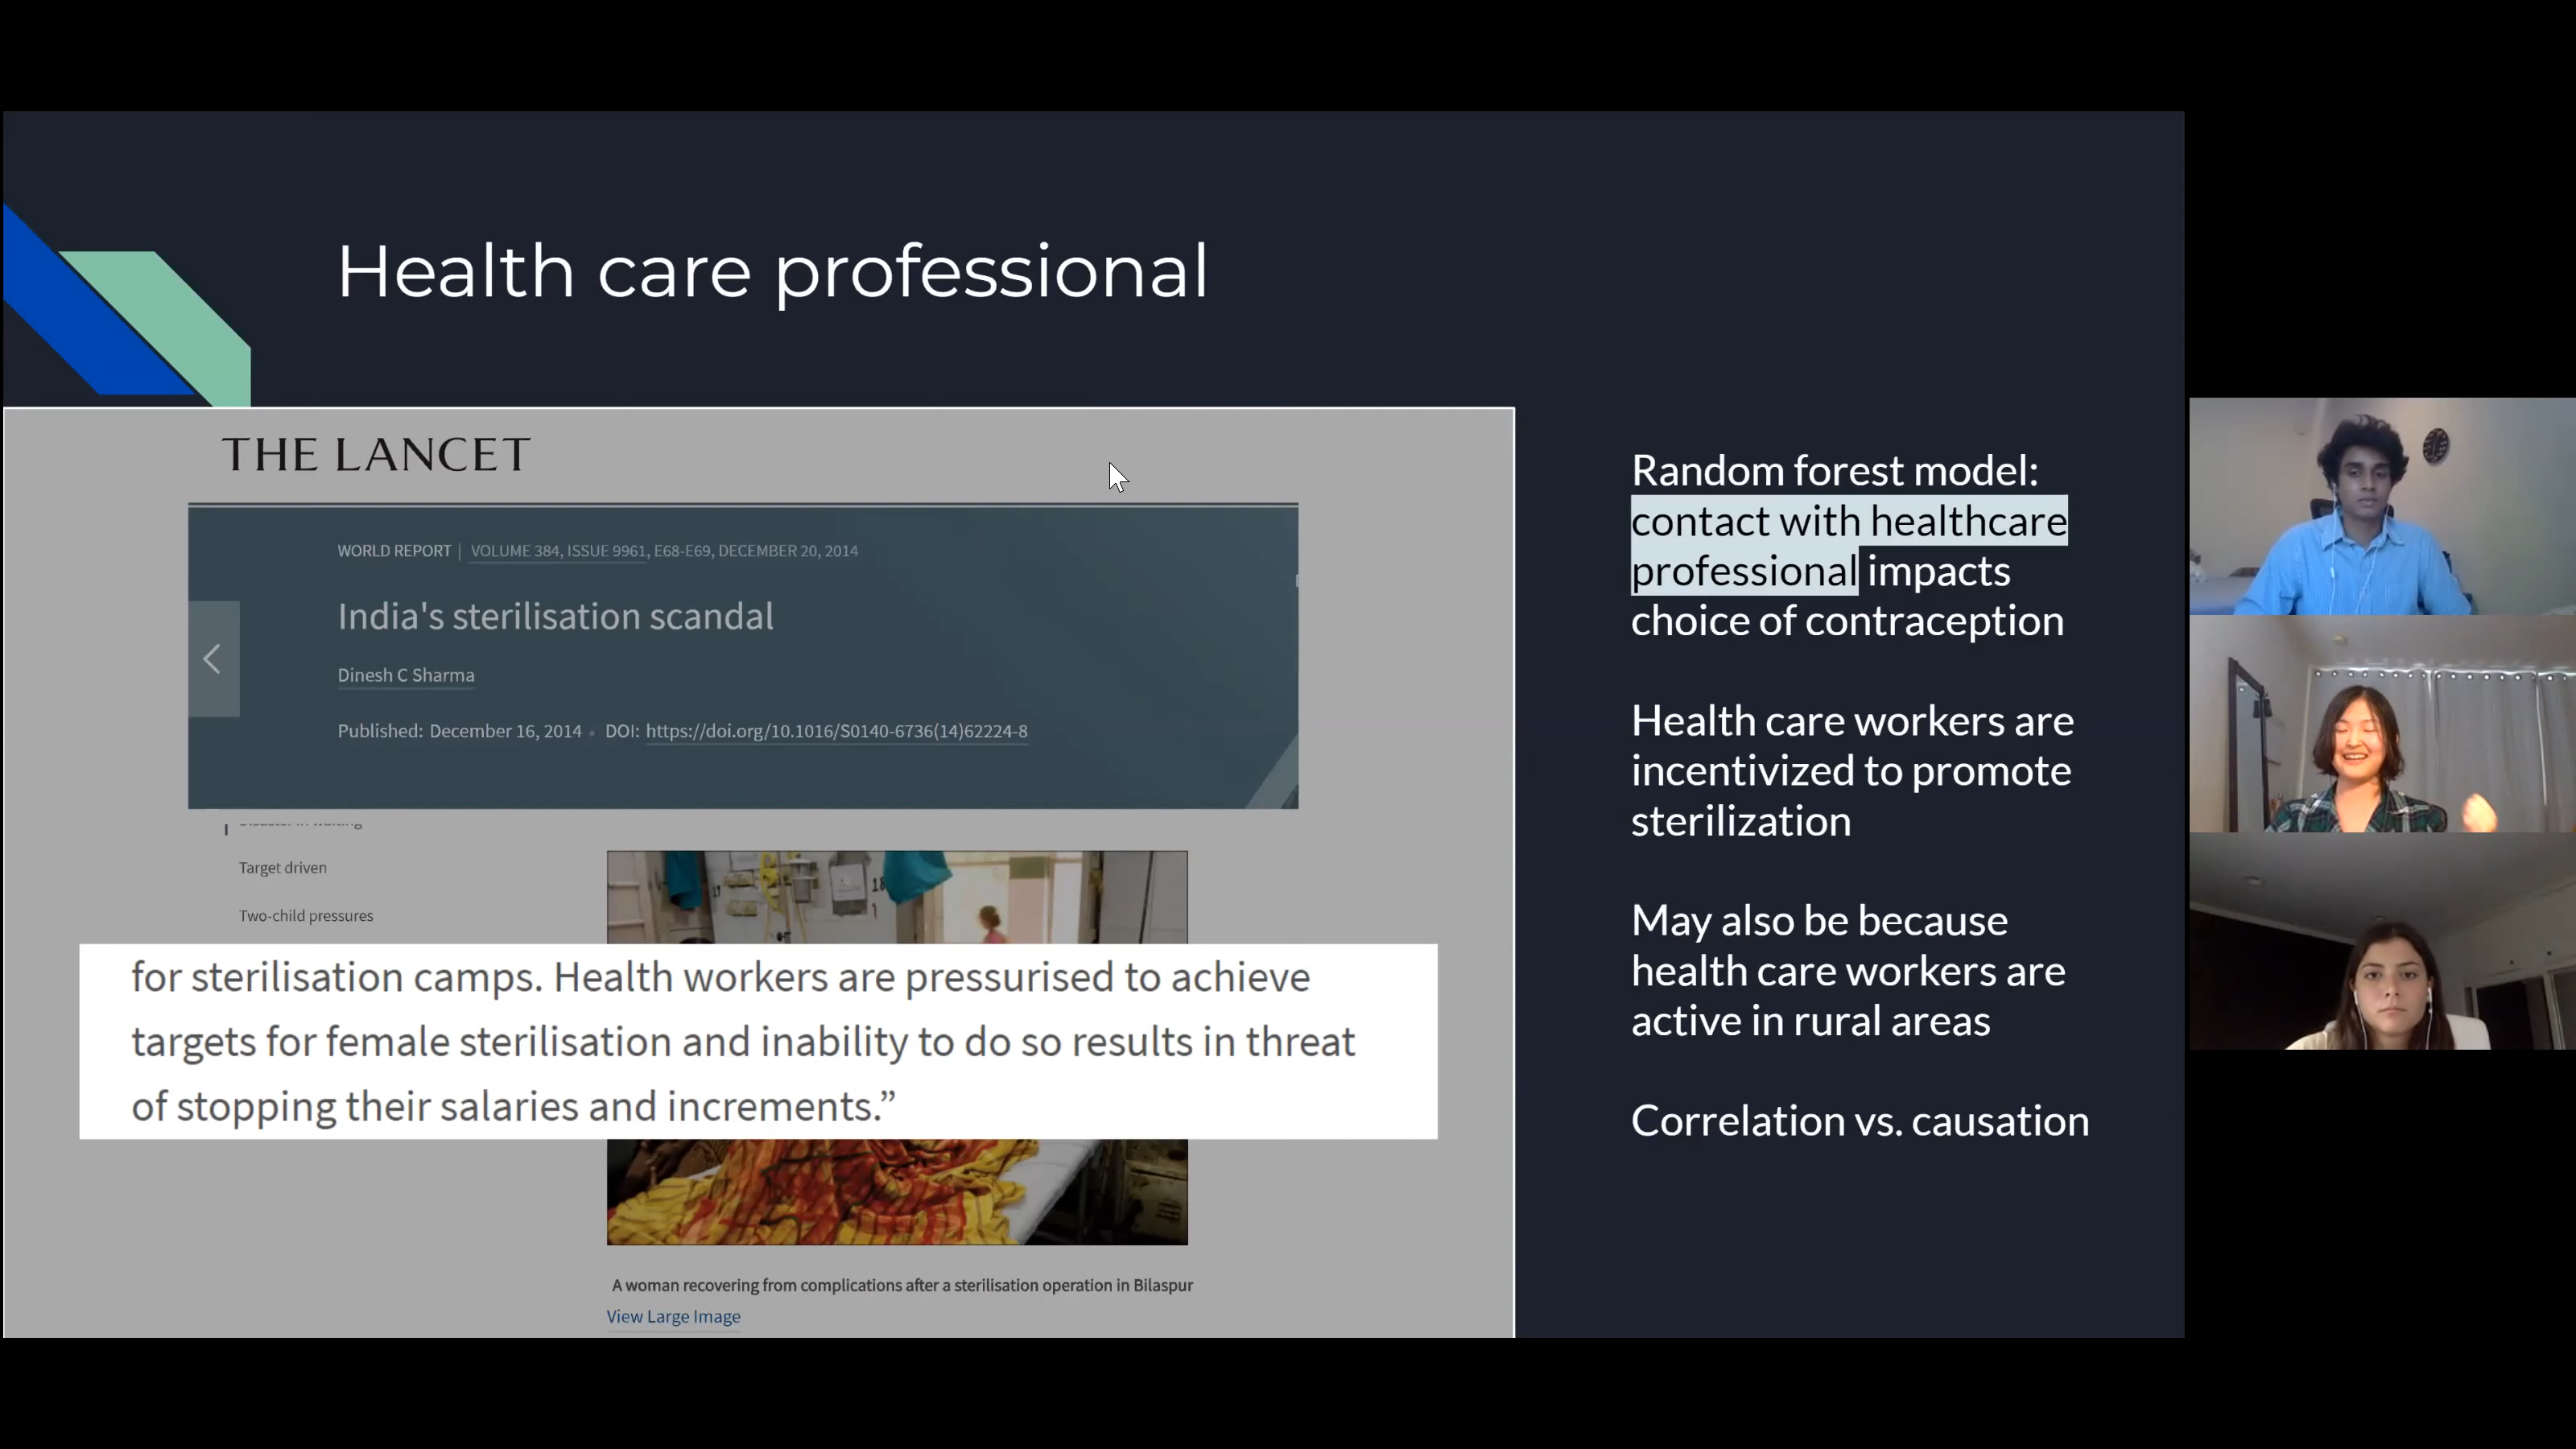 Health care professional
THE LANCET
WORLD REPORT | VOLUME 384, ISSUE 9961, E68-E69, DECEMBER 20, 2014
India's sterilisation scandal
Dinesh C Sharma
Published: December 16, 2014 • DOI: https://doi.org/10.1016/S0140-6736(14)62224-8
Target driven
Two-child pressures
for sterilisation camps. Health workers are pressurised to achieve
targets for female sterilisation and inability to do so results in threat
of stopping their salaries and increments.”
A woman recovering from complications after a sterilisation operation in Bilaspur
View Large Image
Random forest model:
contact with healthcare
professional impacts
choice of contraception
Health care workers are
incentivized to promote
sterilization
May also be because
health care workers are
active in rural areas
Correlation vs. causation